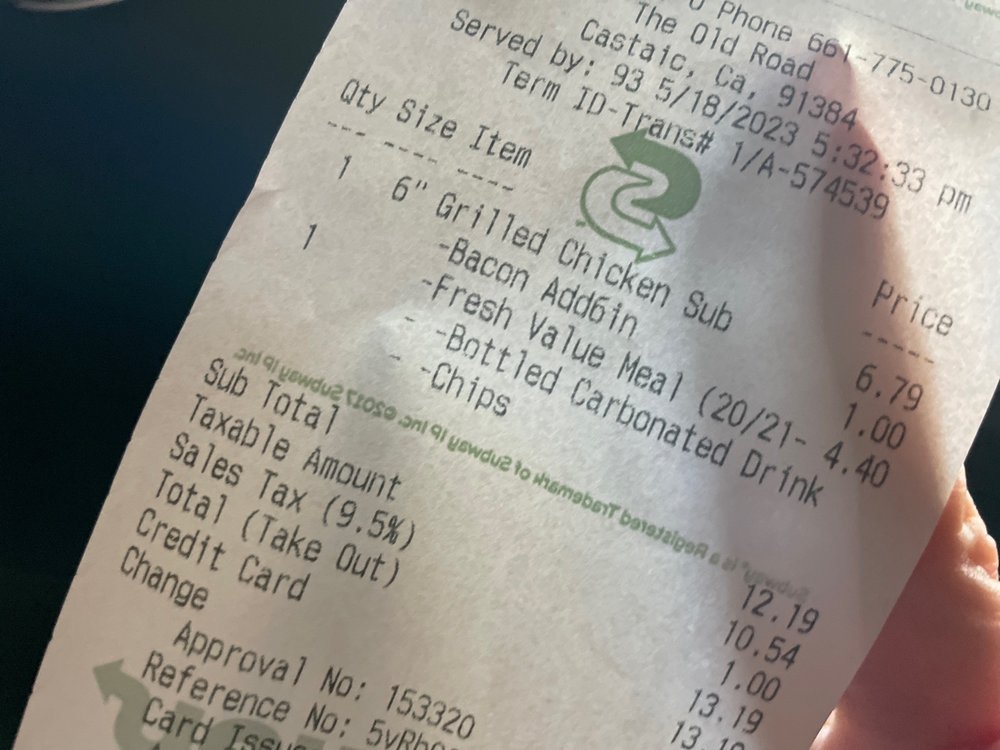 Phone 661-775-0130
The Old Road
Castaic, Ca, 91384
Served by: 93 5/18/2023 5:32:33 pm
Term ID-Trans# 1/A-574539
Qty Size Item Price
--- ---- ---- -----
1 6" Grilled Chicken Sub 6.79
-Bacon Add6in 1.00
1 -Fresh Value Meal (20/21- 4.40
- -Bottled Carbonated Drink
- -Chips
Subway® is a Registered Trademark of Subway IP Inc. ©2017 Subway IP Inc.
Sub Total 12.19
Taxable Amount 10.54
Sales Tax (9.5%) 1.00
Total (Take Out) 13.19
Credit Card 13.19
Change
Approval No: 153320
Reference No:
Card